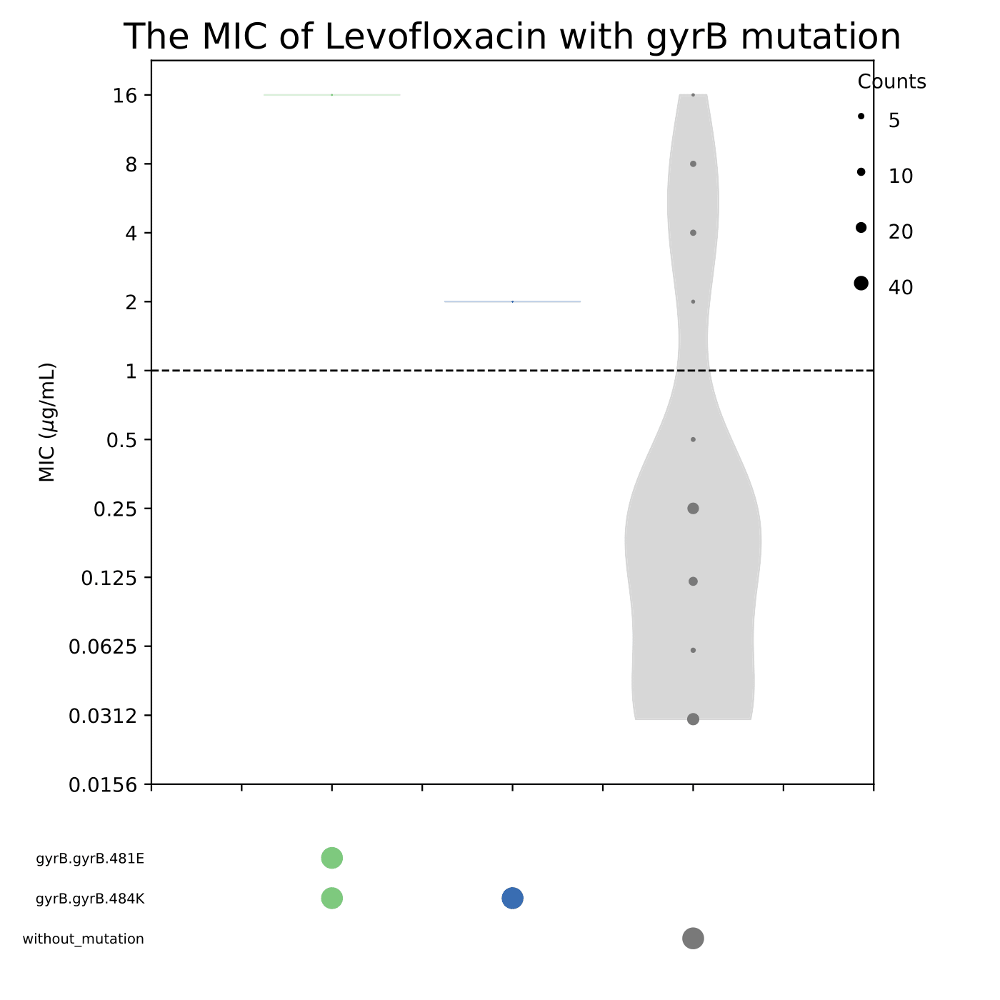 The MIC of Levofloxacin with gyrB mutation
Counts
5
10
20
40
16
8
4
2
1
0.5
0.25
0.125
0.0625
0.0312
0.0156
MIC (μg/mL)
gyrB.gyrB.481E
gyrB.gyrB.484K
without_mutation